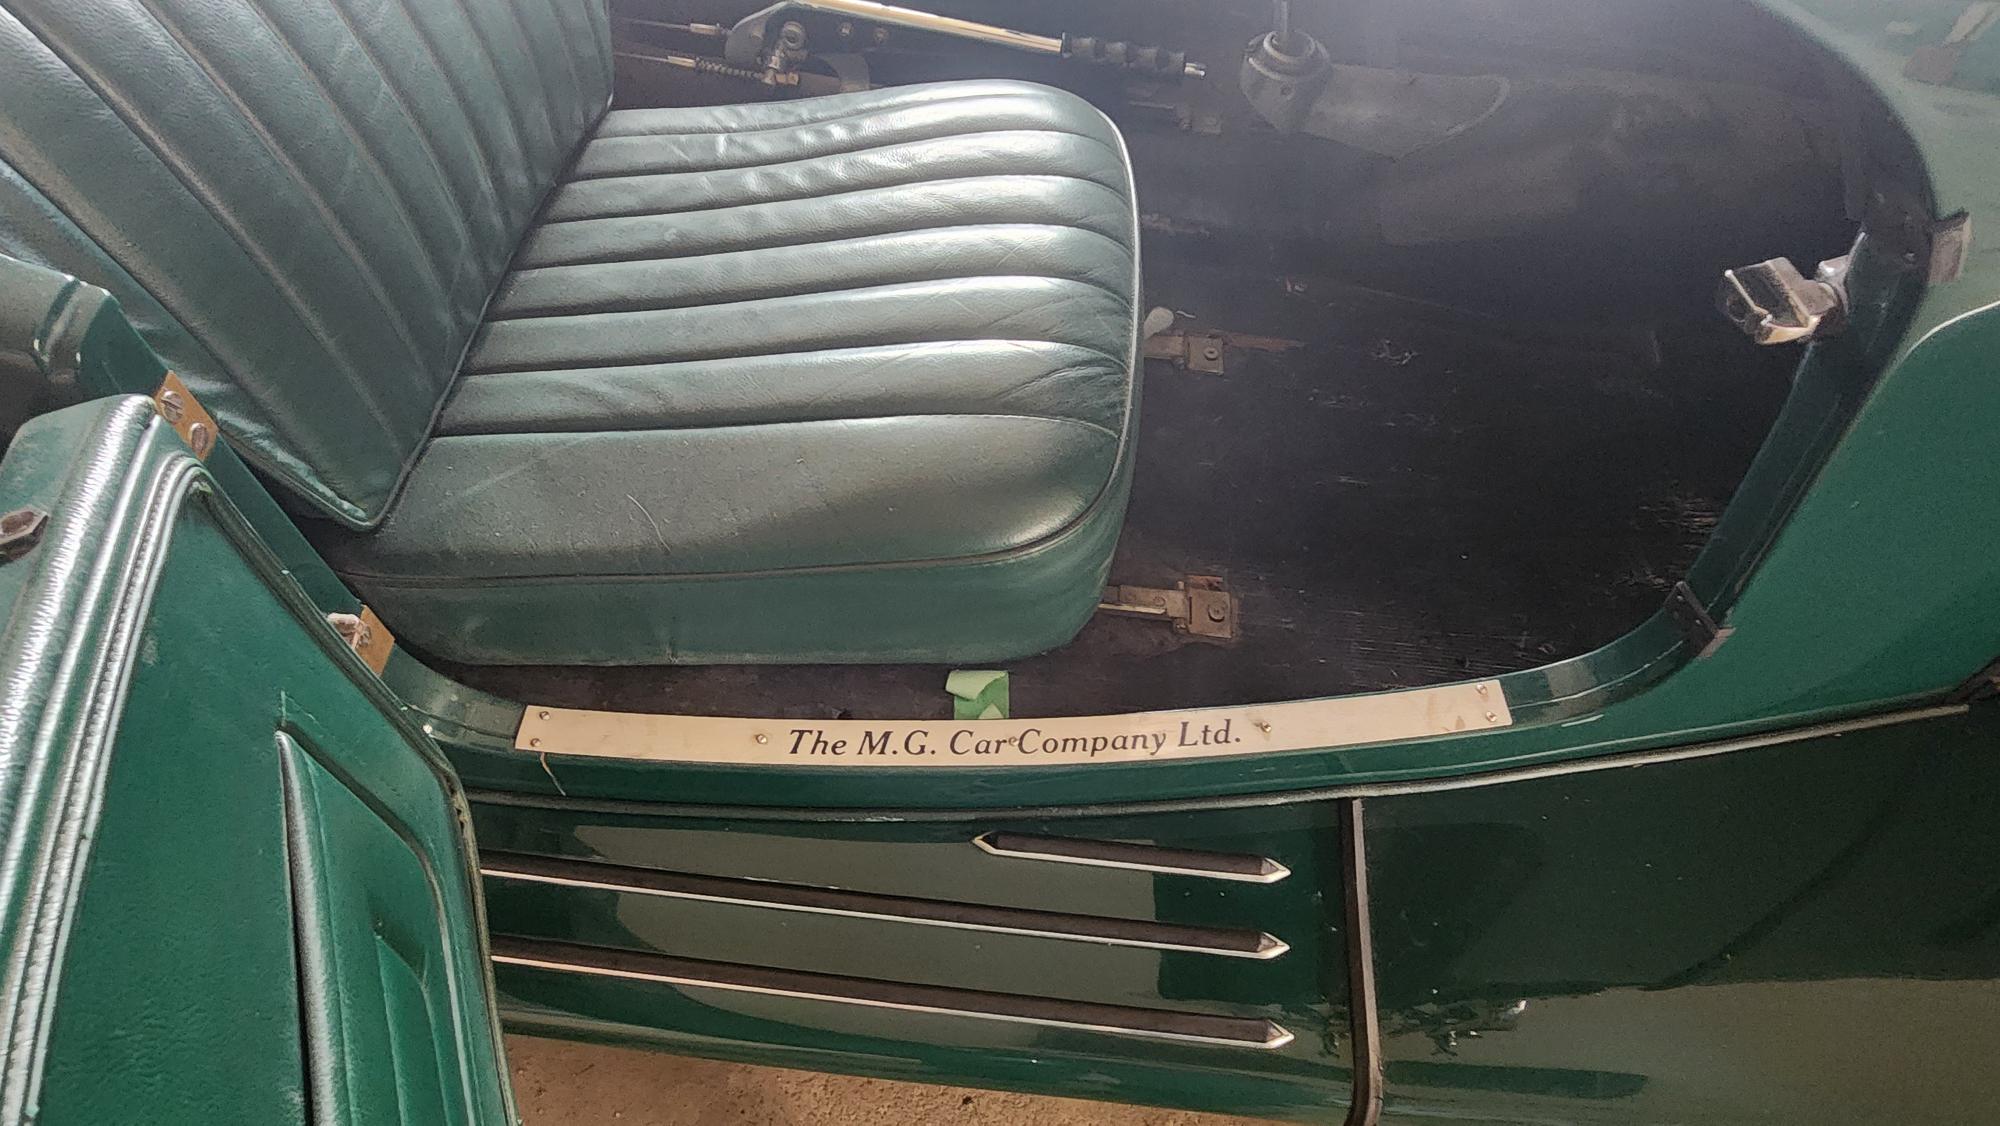 The M.G. Car Company Ltd.